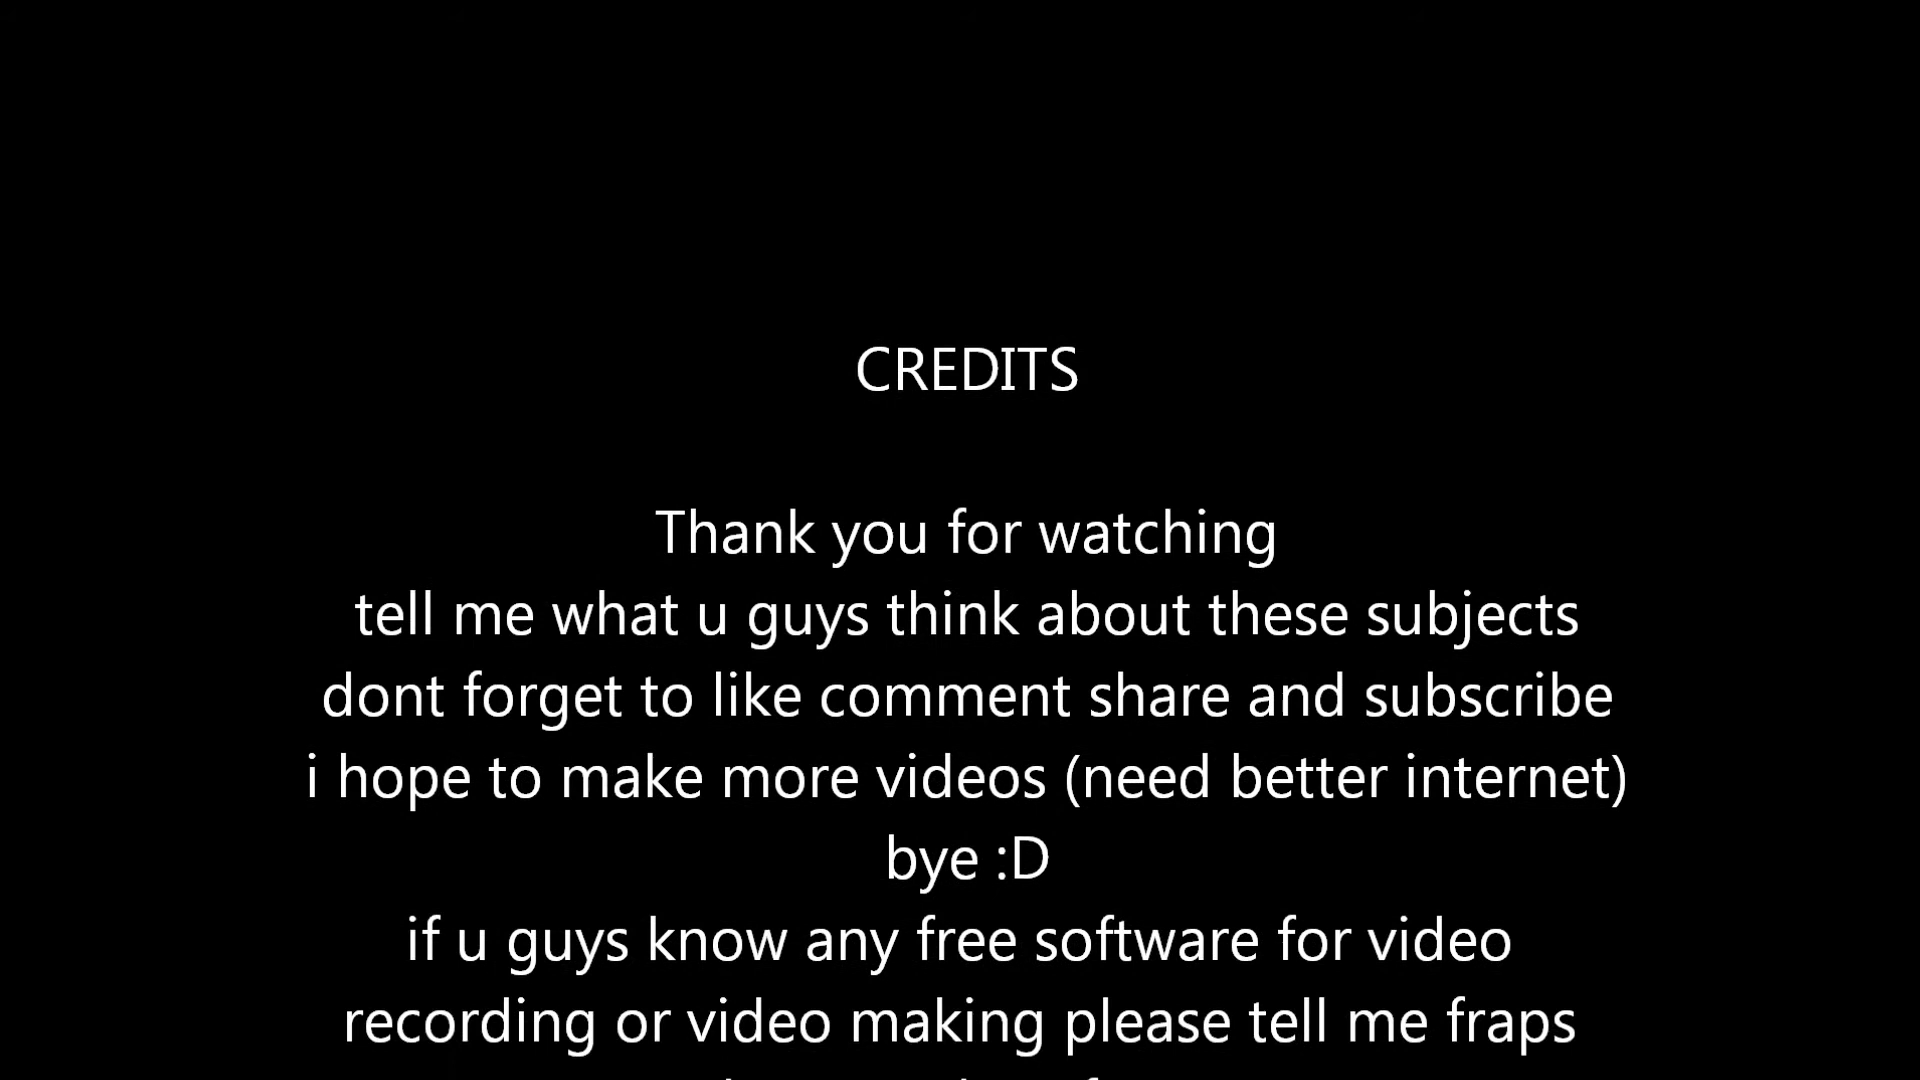 CREDITS
Thank you for watching
tell me what u guys think about these subjects
dont forget to like comment share and subscribe
i hope to make more videos (need better internet)
bye :D
if u guys know any free software for video
recording or video making please tell me fraps